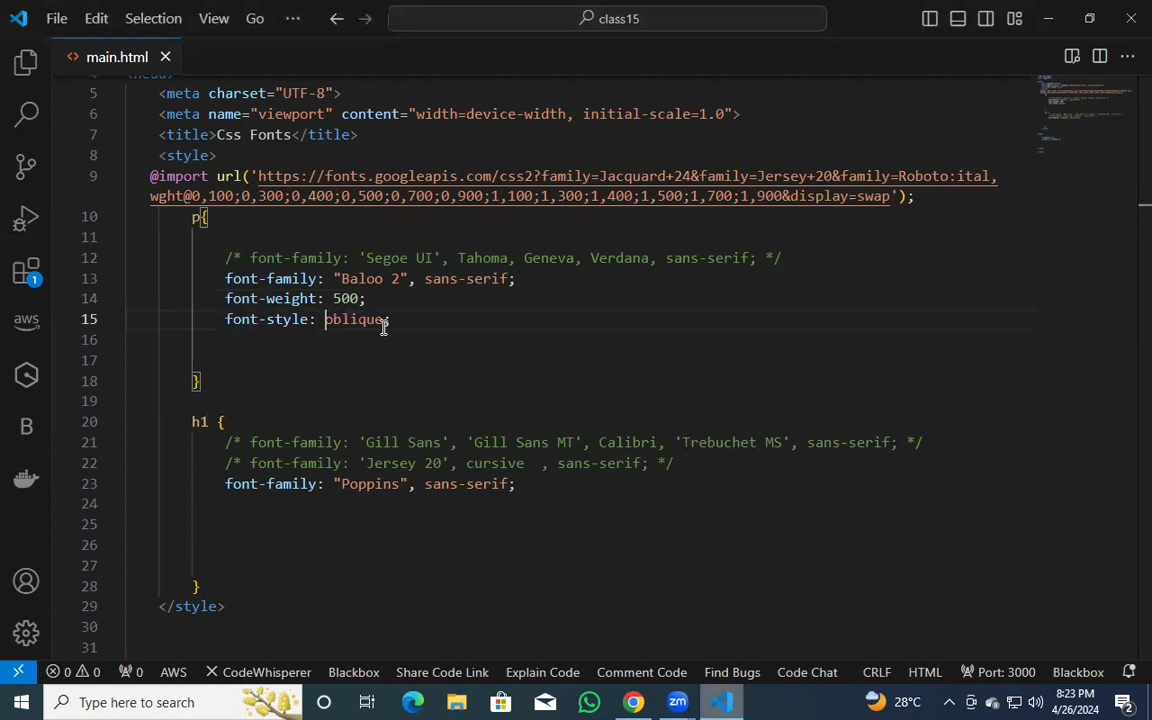 File Edit Selection View Go ··· class15
main.html
5 <meta charset="UTF-8">
6 <meta name="viewport" content="width=device-width, initial-scale=1.0">
7 <title>Css Fonts</title>
8 <style>
9 @import url('https://fonts.googleapis.com/css2?family=Jacquard+24&family=Jersey+20&family=Roboto:ital,
wght@0,100;0,300;0,400;0,500;0,700;0,900;1,100;1,300;1,400;1,500;1,700;1,900&display=swap');
10 p{
11
12 /* font-family: 'Segoe UI', Tahoma, Geneva, Verdana, sans-serif; */
13 font-family: "Baloo 2", sans-serif;
14 font-weight: 500;
15 font-style: oblique;
16
17
18 }
19
20 h1 {
21 /* font-family: 'Gill Sans', 'Gill Sans MT', Calibri, 'Trebuchet MS', sans-serif; */
22 /* font-family: 'Jersey 20', cursive  , sans-serif; */
23 font-family: "Poppins", sans-serif;
24
25
26
27
28 }
29 </style>
30
31
1
aws
B
0 0 0 AWS CodeWhisperer Blackbox Share Code Link Explain Code Comment Code Find Bugs Code Chat CRLF HTML Port: 3000 Blackbox
Type here to search 28°C 8:23 PM
4/26/2024 2